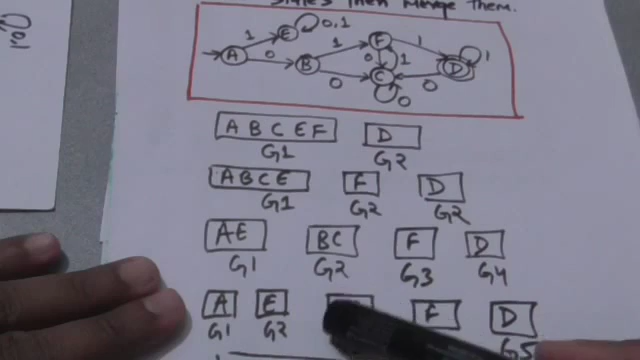 States Then Merge them.
0,1
1 E 0,1
1 F 1 1
A 0 B 0 1 D
0 C 0
0
A B C E F D
G1 G2
A B C E F D
G1 G2 G2
A E B C F D
G1 G2 G3 G4
A E F D
G1 G2 G5